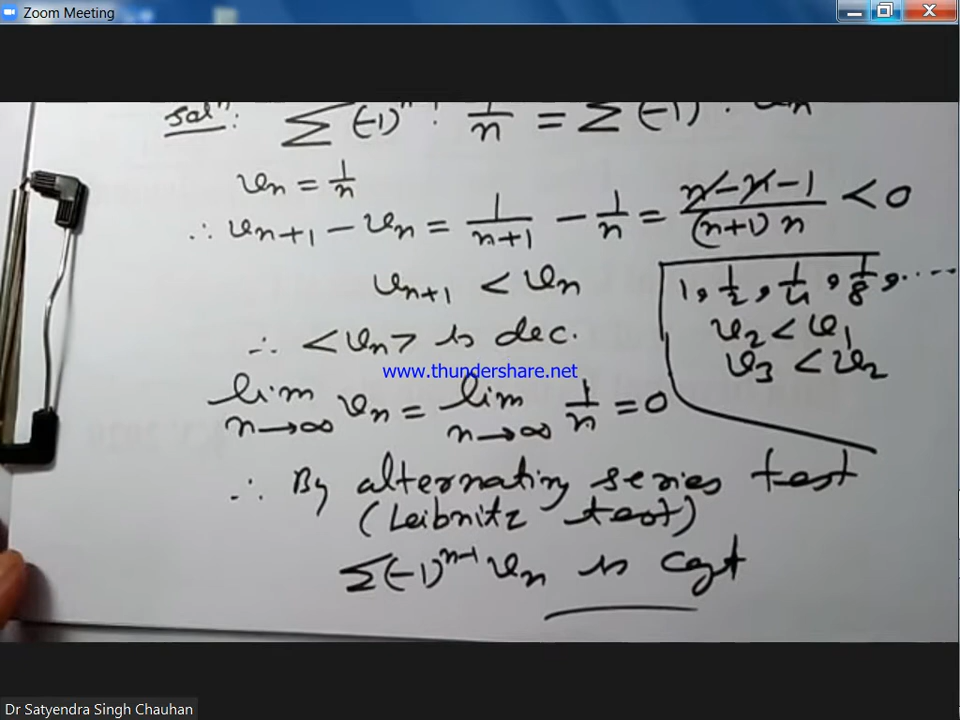 Zoom Meeting
Solⁿ: Σ(-1)ⁿ⁻¹ · 1/n = Σ(-1) · uₙ
uₙ = 1/n
∴ uₙ₊₁ - uₙ = 1/(n+1) - 1/n = (n-n-1)/((n+1)n) < 0
uₙ₊₁ < uₙ
1, 1/2, 1/4, 1/8, ....
∴ <uₙ> is dec.
u₂ < u₁
u₃ < u₂
www.thundershare.net
lim n→∞ uₙ = lim n→∞ 1/n = 0
∴ By alternating series test
(Leibnitz test)
Σ(-1)ⁿ⁻¹ uₙ is cgt
Dr Satyendra Singh Chauhan